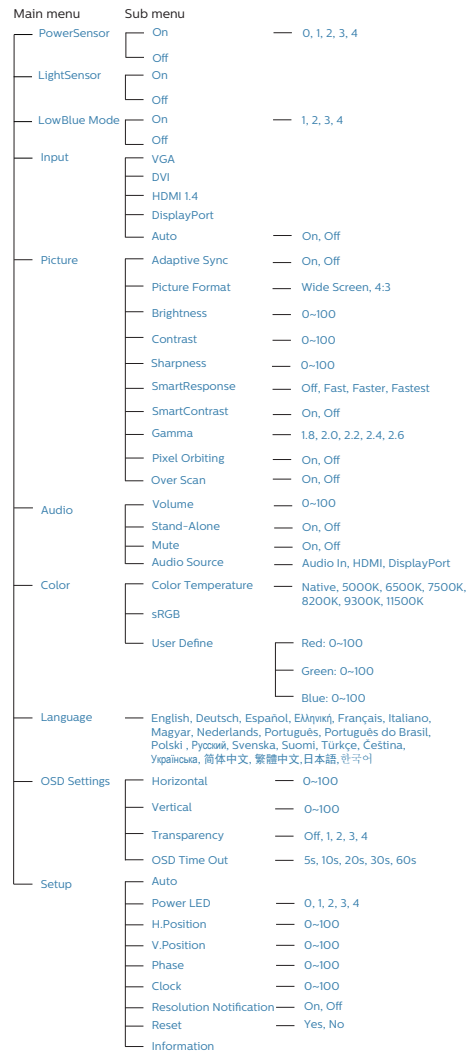 Main menu Sub menu
PowerSensor On 0, 1, 2, 3, 4
Off
LightSensor On
Off
LowBlue Mode On 1, 2, 3, 4
Off
Input VGA
DVI
HDMI 1.4
DisplayPort
Auto On, Off
Picture Adaptive Sync On, Off
Picture Format Wide Screen, 4:3
Brightness 0~100
Contrast 0~100
Sharpness 0~100
SmartResponse Off, Fast, Faster, Fastest
SmartContrast On, Off
Gamma 1.8, 2.0, 2.2, 2.4, 2.6
Pixel Orbiting On, Off
Over Scan On, Off
Audio Volume 0~100
Stand-Alone On, Off
Mute On, Off
Audio Source Audio In, HDMI, DisplayPort
Color Color Temperature Native, 5000K, 6500K, 7500K,
8200K, 9300K, 11500K
sRGB
User Define Red: 0~100
Green: 0~100
Blue: 0~100
Language English, Deutsch, Español, Ελληνική, Français, Italiano,
Magyar, Nederlands, Português, Português do Brasil,
Polski , Русский, Svenska, Suomi, Türkçe, Čeština,
Українська, 简体中文, 繁體中文,日本語,한국어
OSD Settings Horizontal 0~100
Vertical 0~100
Transparency Off, 1, 2, 3, 4
OSD Time Out 5s, 10s, 20s, 30s, 60s
Setup Auto
Power LED 0, 1, 2, 3, 4
H.Position 0~100
V.Position 0~100
Phase 0~100
Clock 0~100
Resolution Notification On, Off
Reset Yes, No
Information